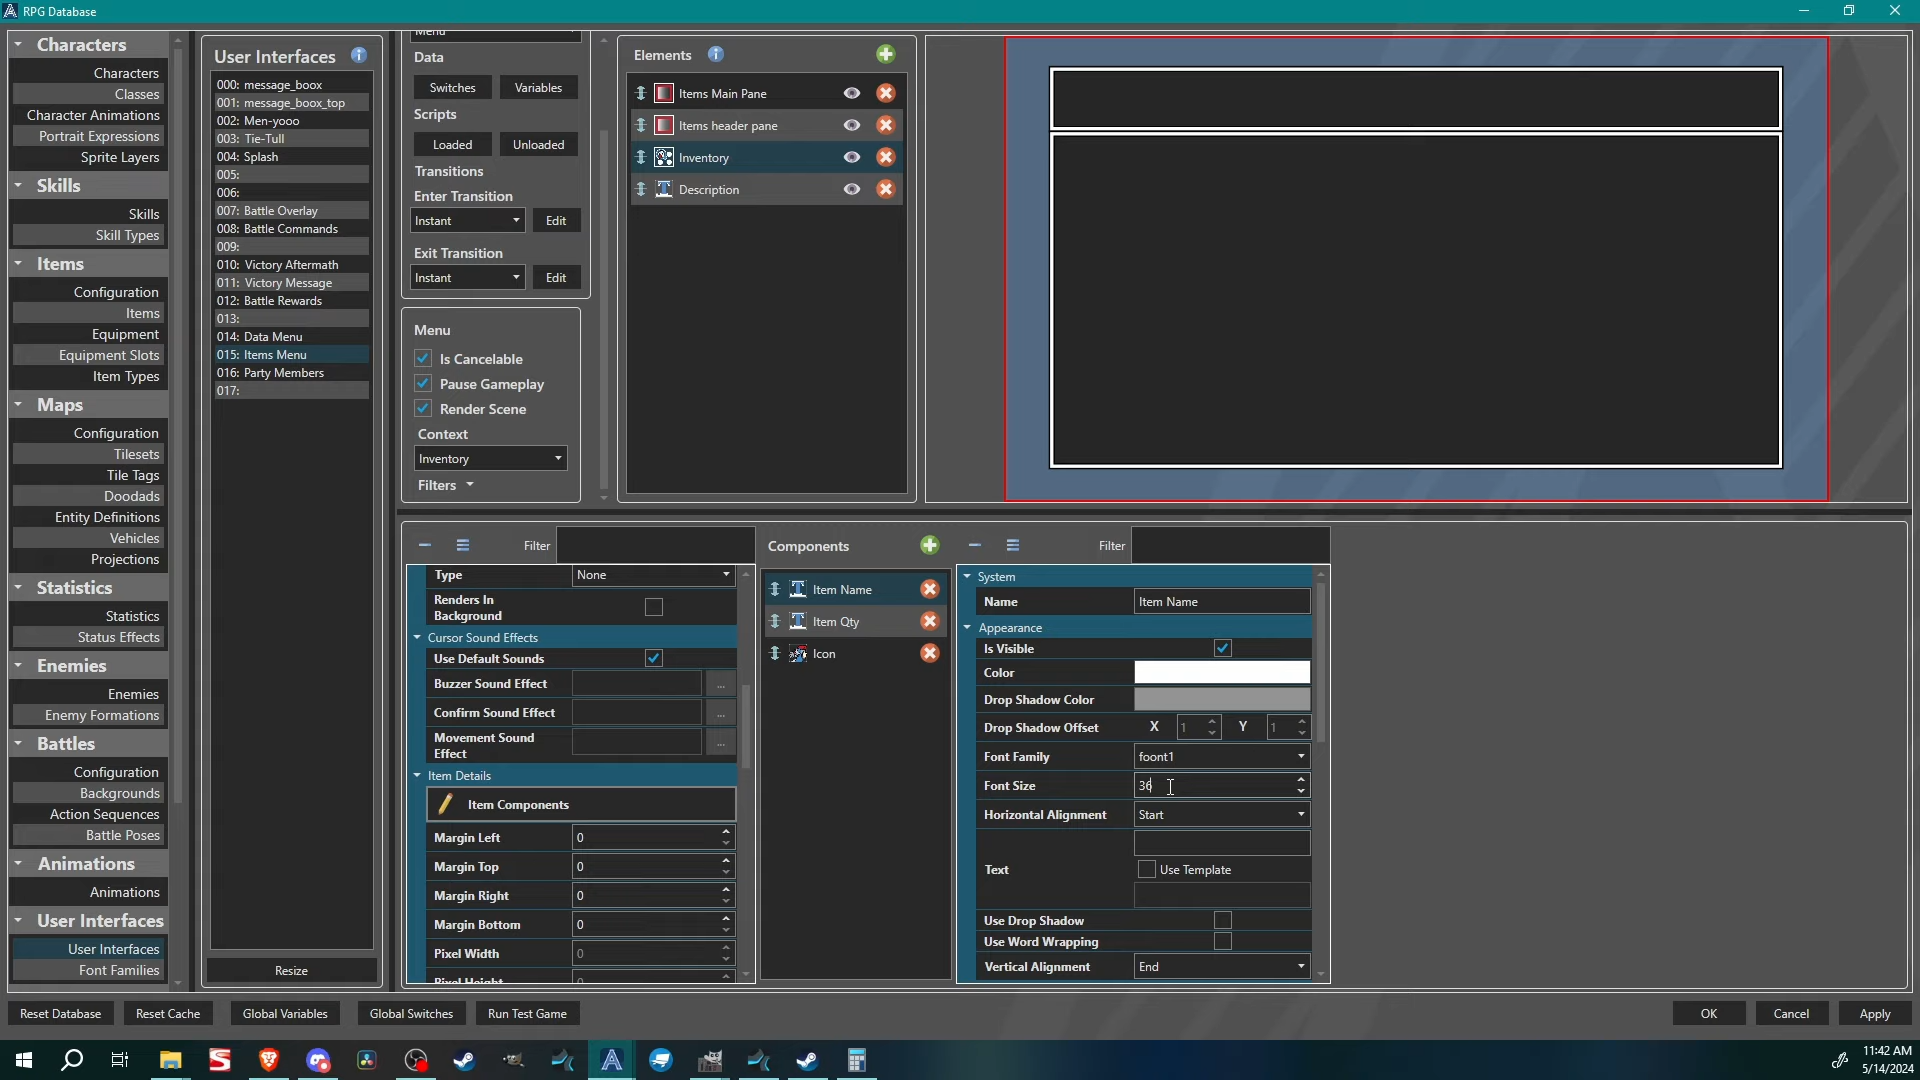 RPG Database
Characters
Characters
Classes
Character Animations
Portrait Expressions
Sprite Layers
Skills
Skills
Skill Types
Items
Configuration
Items
Equipment
Equipment Slots
Item Types
Maps
Configuration
Tilesets
Tile Tags
Doodads
Entity Definitions
Vehicles
Projections
Statistics
Statistics
Status Effects
Enemies
Enemies
Enemy Formations
Battles
Configuration
Backgrounds
Action Sequences
Battle Poses
Animations
Animations
User Interfaces
User Interfaces
Font Families
User Interfaces
000: message_boox
001: message_boox_top
002: Men-yooo
003: Tie-Tull
004: Splash
005:
006:
007: Battle Overlay
008: Battle Commands
009:
010: Victory Aftermath
011: Victory Message
012: Battle Rewards
013:
014: Data Menu
015: Items Menu
016: Party Members
017:
Resize
Menu
Data
Switches Variables
Scripts
Loaded Unloaded
Transitions
Enter Transition
Instant Edit
Exit Transition
Instant Edit
Menu
Is Cancelable
Pause Gameplay
Render Scene
Context
Inventory
Filters
Elements
Items Main Pane
Items header pane
Inventory
Description
Filter
Type None
Renders In
Background
Cursor Sound Effects
Use Default Sounds
Buzzer Sound Effect ...
Confirm Sound Effect ...
Movement Sound
Effect ...
Item Details
Item Components
Margin Left 0
Margin Top 0
Margin Right 0
Margin Bottom 0
Pixel Width 0
Pixel Height 0
Components
Item Name
Item Qty
Icon
Filter
System
Name Item Name
Appearance
Is Visible
Color
Drop Shadow Color
Drop Shadow Offset X 1 Y 1
Font Family foont1
Font Size 36
Horizontal Alignment Start
Text Use Template
Use Drop Shadow
Use Word Wrapping
Vertical Alignment End
Reset Database Reset Cache Global Variables Global Switches Run Test Game OK Cancel Apply
11:42 AM
5/14/2024